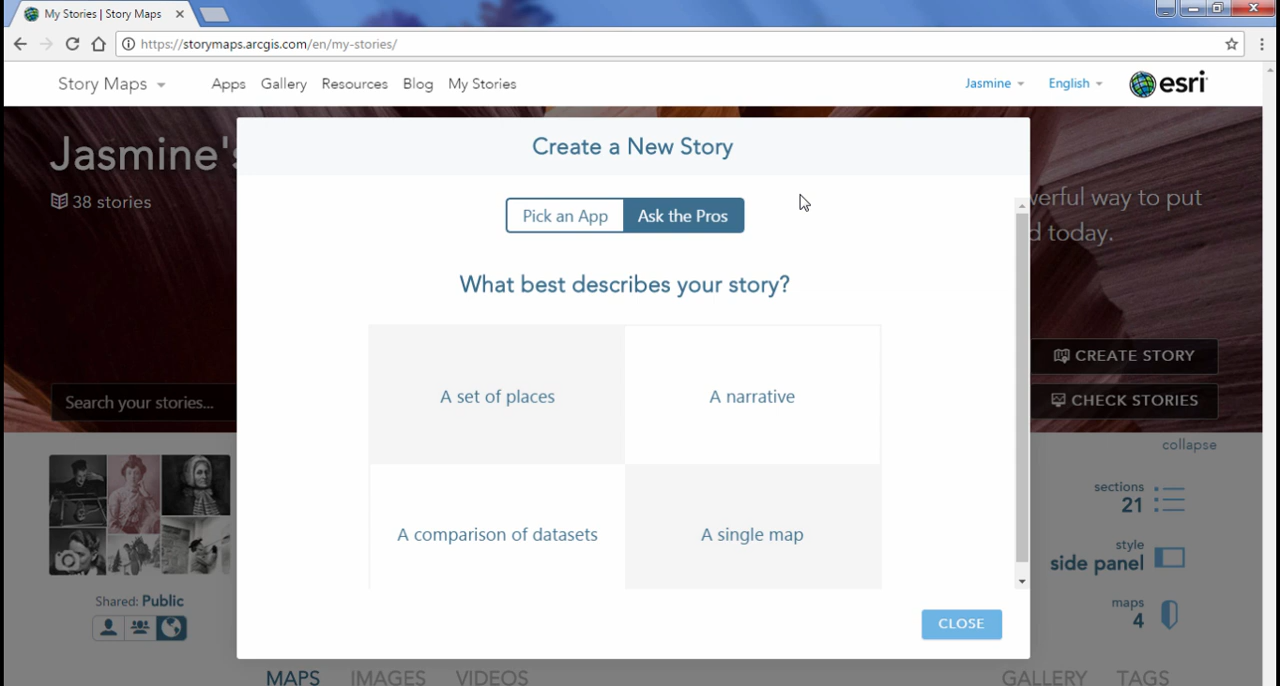 My Stories | Story Maps
https://storymaps.arcgis.com/en/my-stories/
Story Maps Apps Gallery Resources Blog My Stories Jasmine English esri
Create a New Story
Jasmine's
38 stories
Pick an App Ask the Pros
werful way to put
d today.
What best describes your story?
A set of places A narrative
CREATE STORY
Search your stories...
CHECK STORIES
collapse
sections
21
A comparison of datasets A single map
style
side panel
Shared: Public
maps
4
CLOSE
MAPS IMAGES VIDEOS GALLERY TAGS